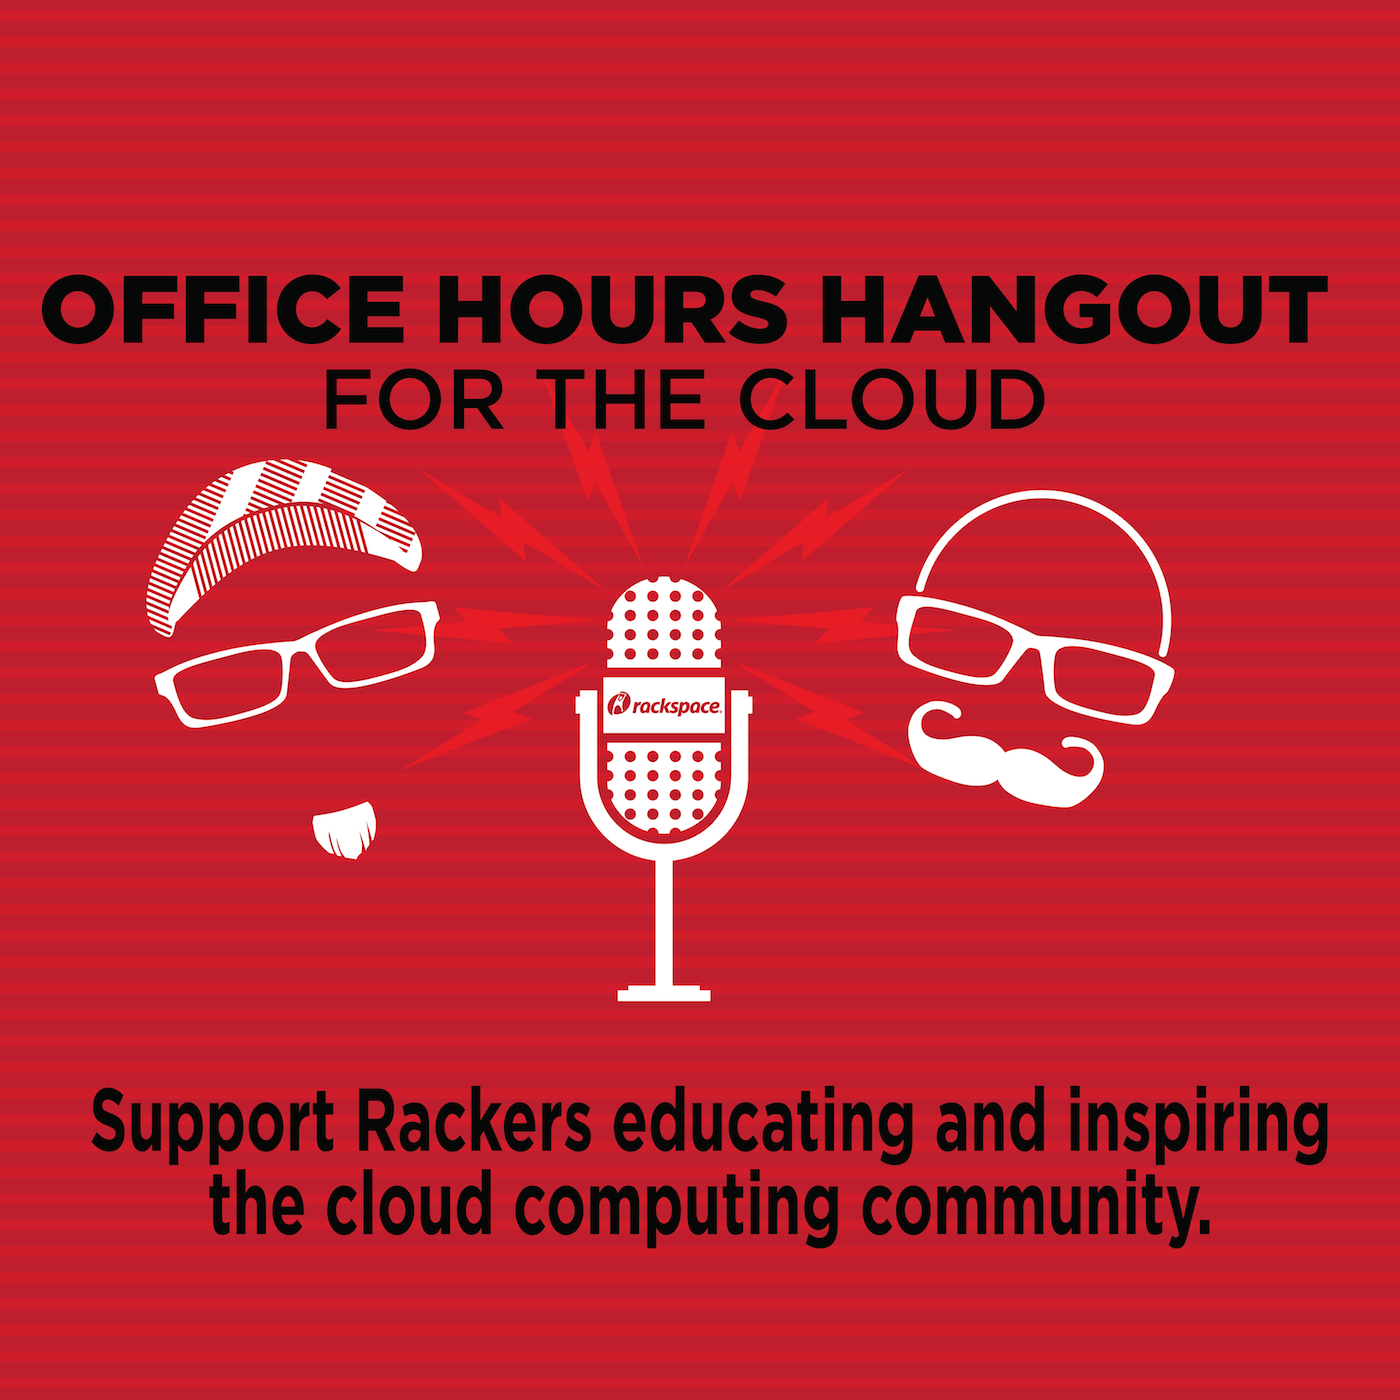 OFFICE HOURS HANGOUT
FOR THE CLOUD
rackspace.
Support Rackers educating and inspiring
the cloud computing community.